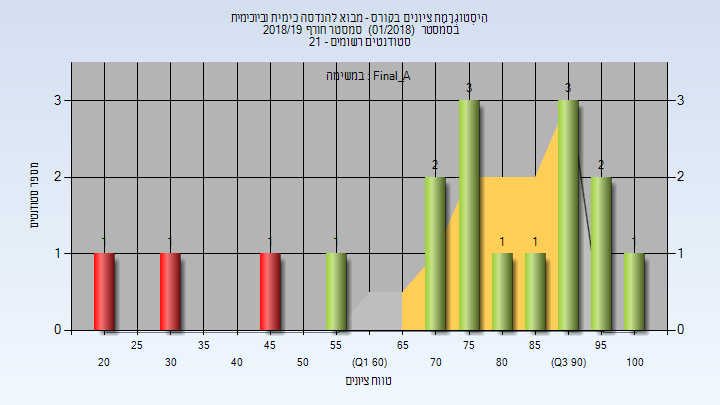 היסטוגרמת ציונים בקורס - מבוא להנדסה כימית וביוכימית
בסמסטר (01/2018) סמסטר חורף 2018/19
סטודנטים רשומים - 21
במשימה : Final_A
מספר סטודנטים
3 3
2 2
1 1
0 0
1 1 1 1 2 3 1 1 3 2 1
25 35 45 55 65 75 85 95
20 30 40 50 (Q1 60) 70 80 (Q3 90) 100
טווח ציונים